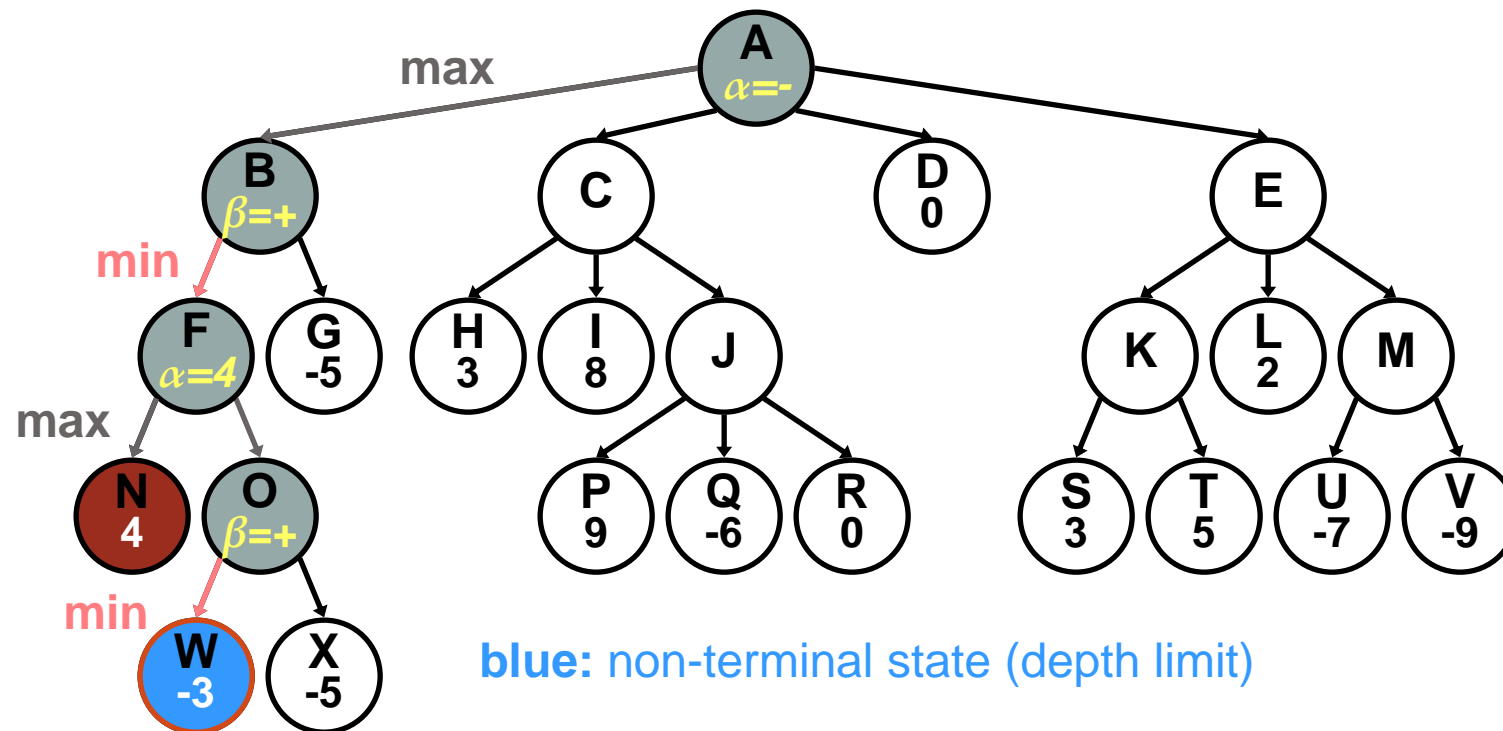 A
α=-
max
B
β=+
C
D
0
E
min
F
α=4
G
-5
H
3
I
8
J
K
L
2
M
max
N
4
O
β=+
P
9
Q
-6
R
0
S
3
T
5
U
-7
V
-9
min
W
-3
X
-5
blue: non-terminal state (depth limit)